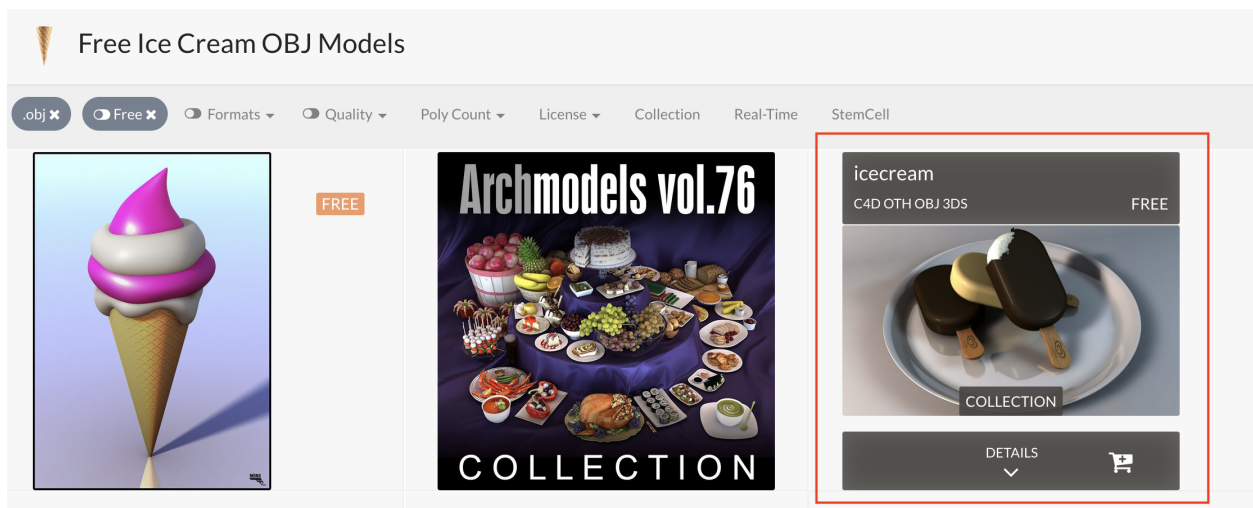 Free Ice Cream OBJ Models
.obj ✖ Free ✖ Formats Quality Poly Count License Collection Real-Time StemCell
FREE
Archmodels vol.76
COLLECTION
icecream
C4D OTH OBJ 3DS FREE
COLLECTION
DETAILS